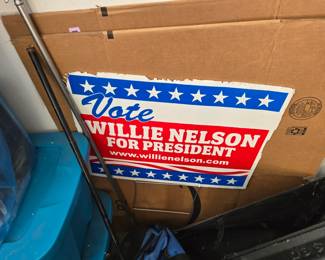 Vote
WILLIE NELSON
FOR PRESIDENT
www.willienelson.com